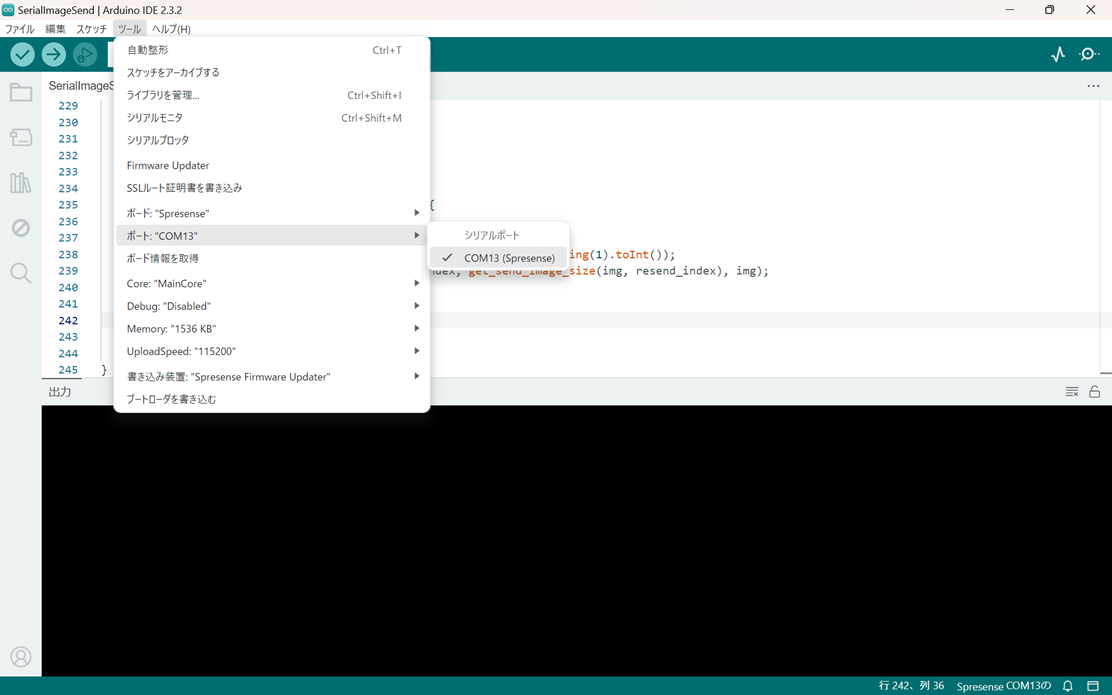 SerialImageSend | Arduino IDE 2.3.2
ファイル 編集 スケッチ ツール ヘルプ(H)
自動整形 Ctrl+T
スケッチをアーカイブする
ライブラリを管理... Ctrl+Shift+I
シリアルモニタ Ctrl+Shift+M
シリアルプロッタ
Firmware Updater
SSLルート証明書を書き込み
ボード: "Spresense"
ポート: "COM13"
ボード情報を取得
Core: "MainCore"
Debug: "Disabled"
Memory: "1536 KB"
UploadSpeed: "115200"
書き込み装置: "Spresense Firmware Updater"
ブートローダを書き込む
シリアルポート
COM13 (Spresense)
SerialImageS
229
230
231
232
233
234
235 {
236
237
238 ing(1).toInt());
239 dex, get_send_image_size(img, resend_index), img);
240
241
242
243
244
245 }
出力
行 242、列 36 Spresense COM13の